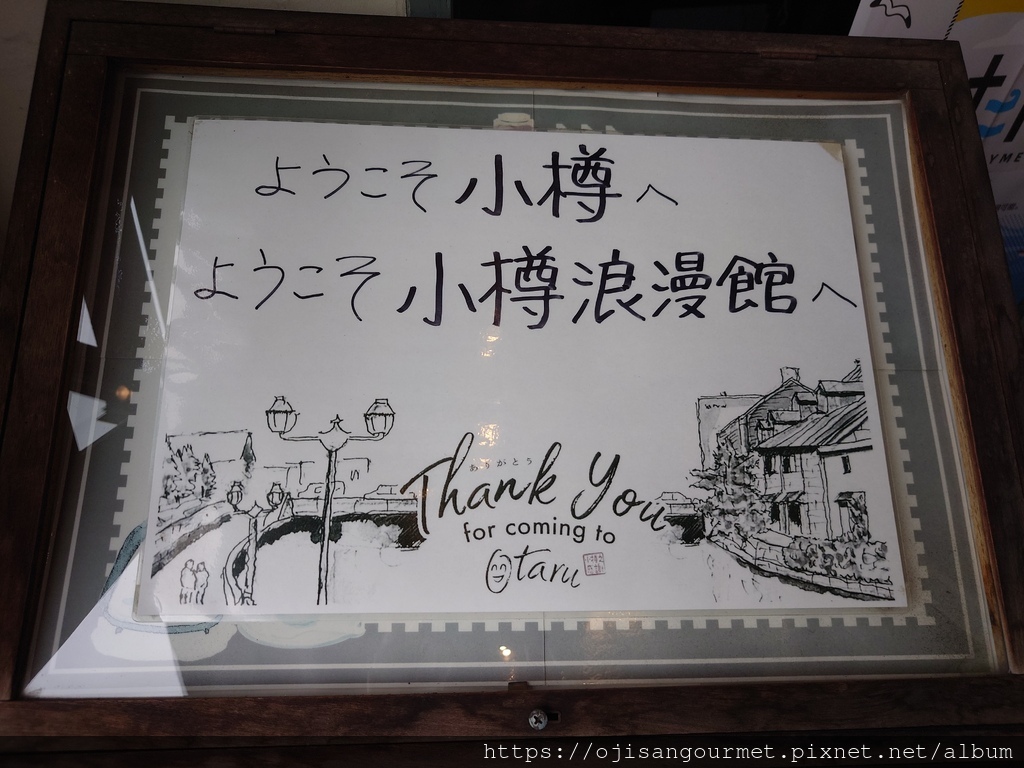 ようこそ小樽へ
ようこそ小樽浪漫館へ
ありがとう
Thank You
for coming to
Otaru
YME
https://ojisangourmet.pixnet.net/album